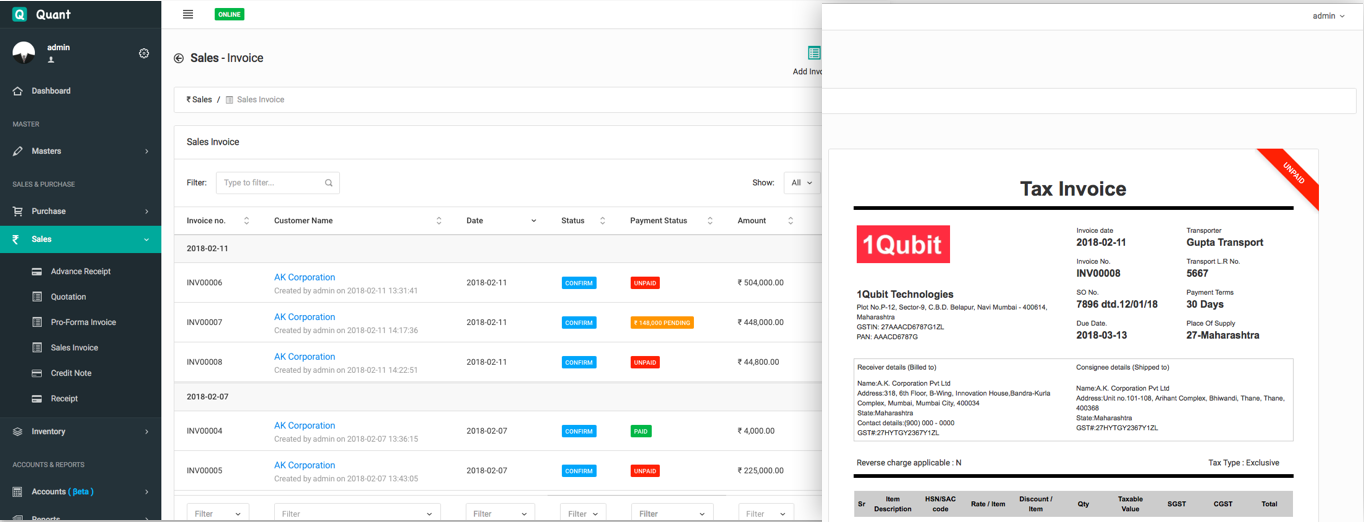 Quant
admin
Dashboard
MASTER
Masters
SALES & PURCHASE
Purchase
Sales
Advance Receipt
Quotation
Pro-Forma Invoice
Sales Invoice
Credit Note
Receipt
Inventory
ACCOUNTS & REPORTS
Accounts ( βeta )
Reports
ONLINE
Sales - Invoice
Add Invo
₹ Sales / Sales Invoice
Sales Invoice
Filter: Type to filter... Show: All
Invoice no. Customer Name Date Status Payment Status Amount
2018-02-11
INV00006 AK Corporation 2018-02-11 CONFIRM UNPAID ₹ 504,000.00
Created by admin on 2018-02-11 13:31:41
INV00007 AK Corporation 2018-02-11 CONFIRM ₹ 148,000 PENDING ₹ 448,000.00
Created by admin on 2018-02-11 14:17:36
INV00008 AK Corporation 2018-02-11 CONFIRM UNPAID ₹ 44,800.00
Created by admin on 2018-02-11 14:22:51
2018-02-07
INV00004 AK Corporation 2018-02-07 CONFIRM PAID ₹ 4,000.00
Created by admin on 2018-02-07 13:36:15
INV00005 AK Corporation 2018-02-07 CONFIRM UNPAID ₹ 225,000.00
Created by admin on 2018-02-07 13:43:05
Filter Filter Filter Filter Filter Filter
admin
UNPAID
Tax Invoice
1Qubit
1Qubit Technologies
Plot No.P-12, Sector-9, C.B.D. Belapur, Navi Mumbai - 400614,
Maharashtra
GSTIN: 27AAACD6787G1ZL
PAN: AAACD6787G
Invoice date Transporter
2018-02-11 Gupta Transport
Invoice No. Transport L.R No.
INV00008 5667
SO No. Payment Terms
7896 dtd.12/01/18 30 Days
Due Date. Place Of Supply
2018-03-13 27-Maharashtra
Receiver details (Billed to)
Name:A.K. Corporation Pvt Ltd
Address:318, 6th Floor, B-Wing, Innovation House,Bandra-Kurla
Complex, Mumbai, Mumbai City, 400034
State:Maharashtra
Contact details:(900) 000 - 0000
GST#:27HYTGY2367Y1ZL
Consignee details (Shipped to)
Name:A.K. Corporation Pvt Ltd
Address:Unit no.101-108, Arihant Complex, Bhiwandi, Thane, Thane,
400368
State:Maharashtra
GST#:27HYTGY2367Y1ZL
Reverse charge applicable : N Tax Type : Exclusive
Sr Item Description HSN/SAC code Rate / Item Discount / Item Qty Taxable Value SGST CGST Total